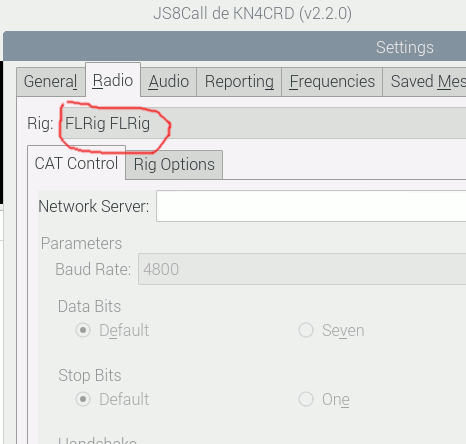 JS8Call de KN4CRD (v2.2.0)
Settings
General Radio Audio Reporting Frequencies Saved Mes
Rig: FLRig FLRig
CAT Control Rig Options
Network Server:
Parameters
Baud Rate: 4800
Data Bits
Default Seven
Stop Bits
Default One
Handshake